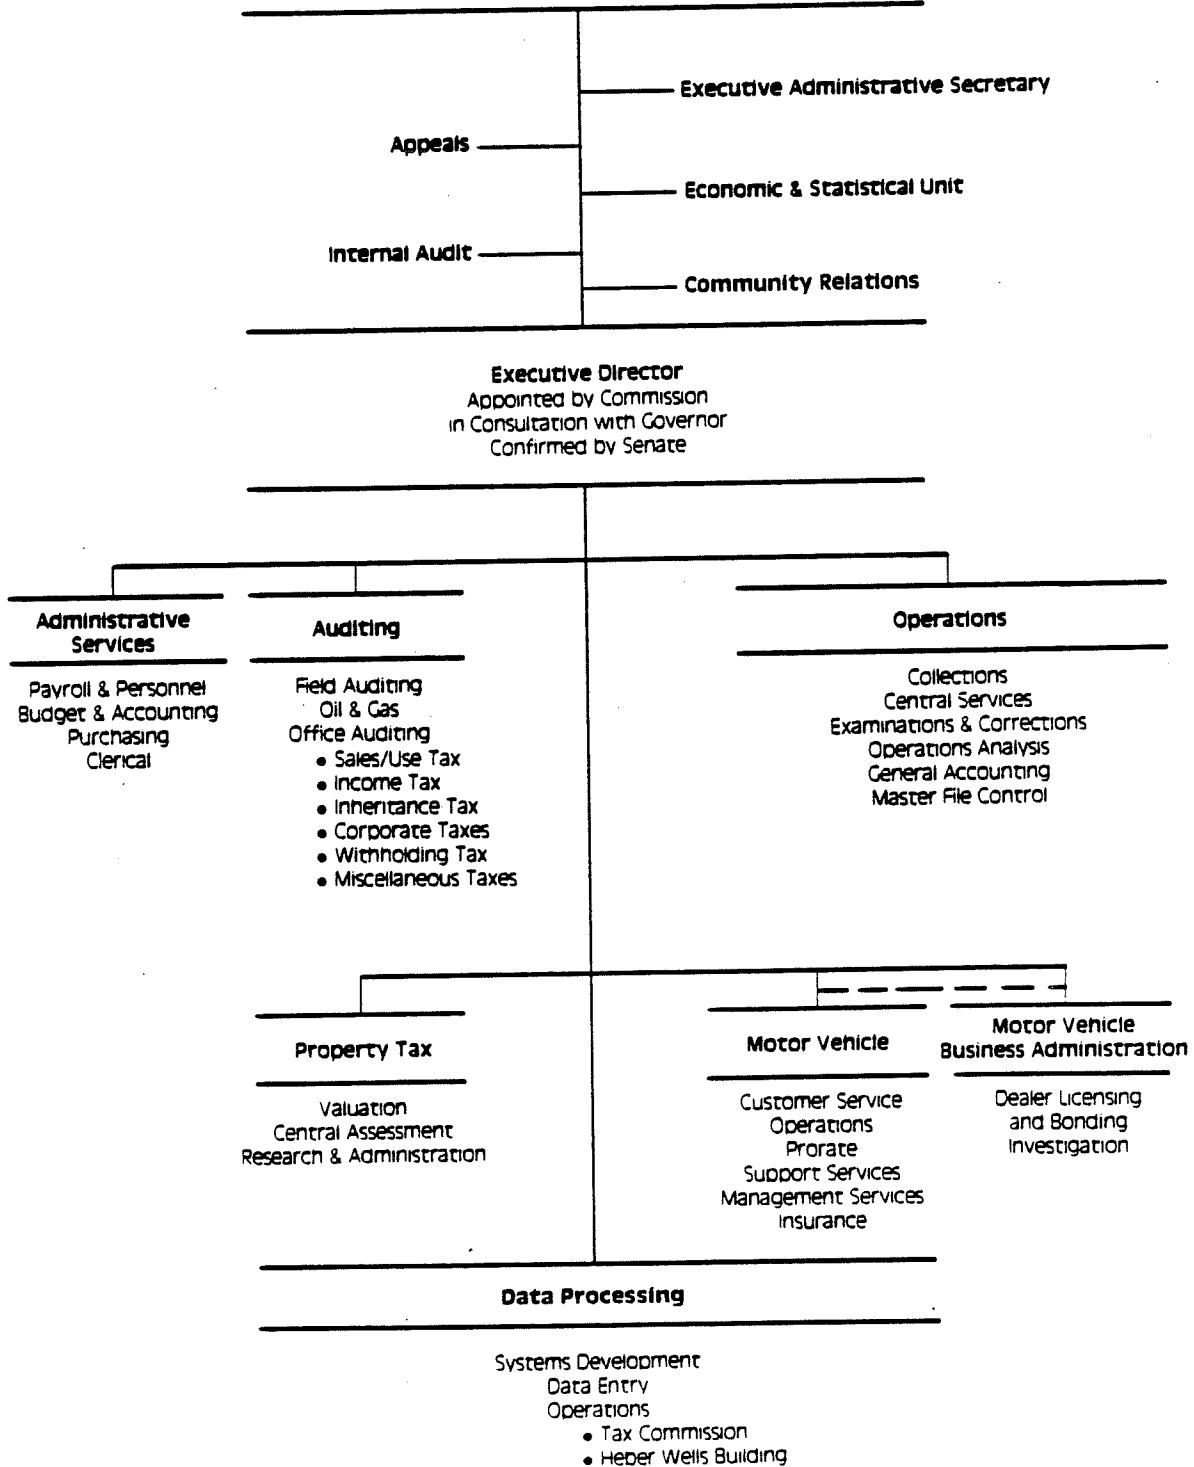 Executive Administrative Secretary
Appeals
Economic & Statistical Unit
Internal Audit
Community Relations
Executive Director
Appointed by Commission
in Consultation with Governor
Confirmed by Senate
Administrative
Services
Payroll & Personnel
Budget & Accounting
Purchasing
Clerical
Auditing
Field Auditing
Oil & Gas
Office Auditing
• Sales/Use Tax
• Income Tax
• Inheritance Tax
• Corporate Taxes
• Withholding Tax
• Miscellaneous Taxes
Operations
Collections
Central Services
Examinations & Corrections
Operations Analysis
General Accounting
Master File Control
Property Tax
Valuation
Central Assessment
Research & Administration
Motor Vehicle
Customer Service
Operations
Prorate
Support Services
Management Services
Insurance
Motor Vehicle
Business Administration
Dealer Licensing
and Bonding
Investigation
Data Processing
Systems Development
Data Entry
Operations
• Tax Commission
• Heber Wells Building